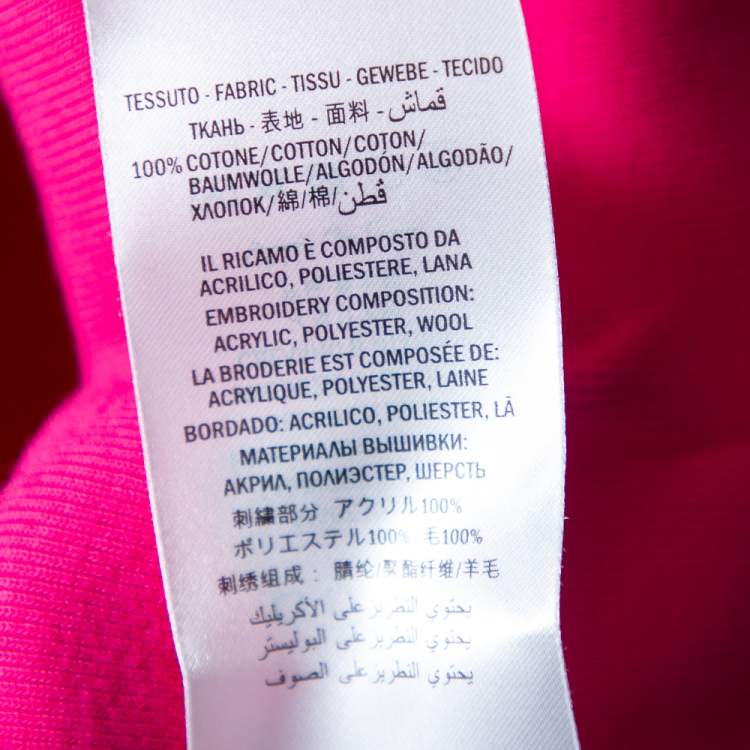 TESSUTO - FABRIC - TISSU - GEWEBE - TECIDO
ТКАНЬ - 表地 - 面料 - قماش
100% COTONE/COTTON/COTON/
BAUMWOLLE/ALGODÓN/ALGODÃO/
ХЛОПОК/綿/棉/قُطن
IL RICAMO È COMPOSTO DA
ACRILICO, POLIESTERE, LANA
EMBROIDERY COMPOSITION:
ACRYLIC, POLYESTER, WOOL
LA BRODERIE EST COMPOSÉE DE:
ACRYLIQUE, POLYESTER, LAINE
BORDADO: ACRILICO, POLIESTER, LÃ
МАТЕРИАЛЫ ВЫШИВКИ:
АКРИЛ, ПОЛИЭСТЕР, ШЕРСТЬ
刺繍部分 アクリル100%
ポリエステル100% 毛100%
刺绣组成：腈纶/聚酯纤维/羊毛
يحتوي التطريز على الأكريليك
يحتوي التطريز على البوليستر
يحتوي التطريز على الصوف